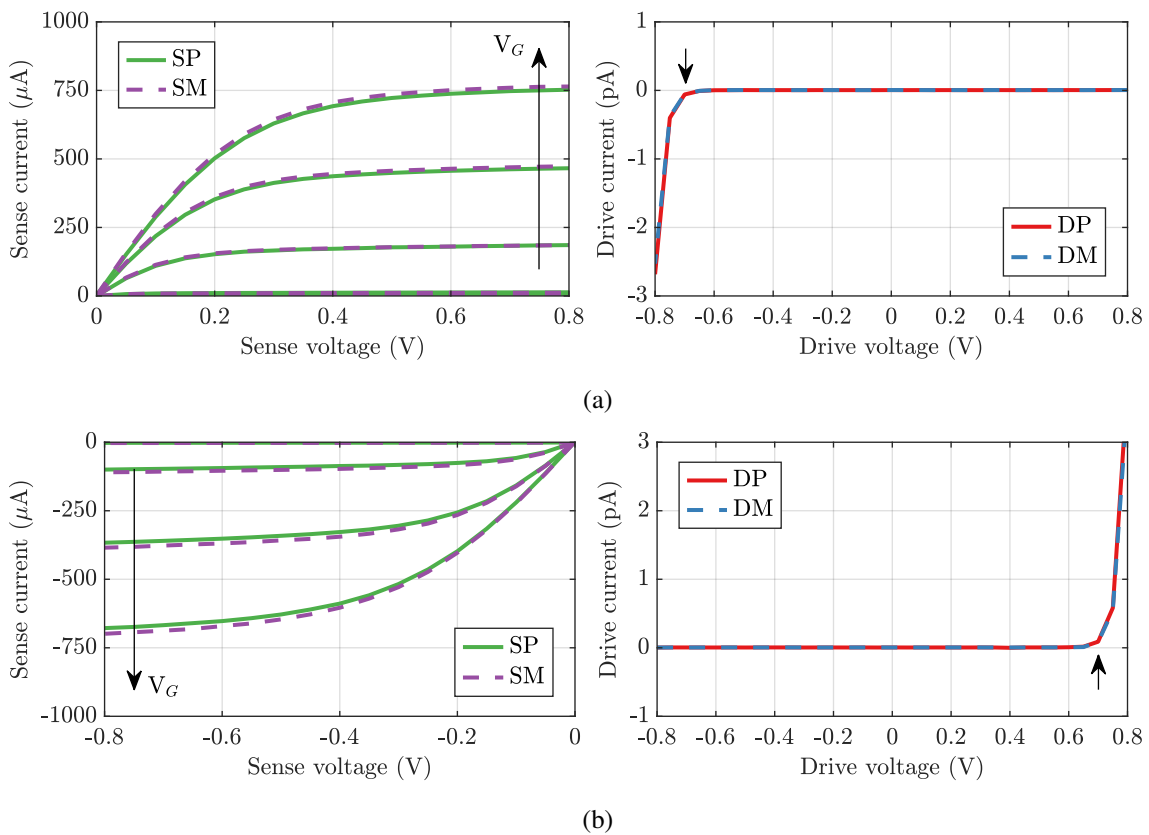 1000
750
500
250
0
Sense current (μA)
SP
SM
V_G
0
0.2
0.4
0.6
0.8
Sense voltage (V)
1
0
-1
-2
-3
Drive current (pA)
DP
DM
-0.8
-0.6
-0.4
-0.2
0
0.2
0.4
0.6
0.8
Drive voltage (V)
(a)
0
-250
-500
-750
-1000
Sense current (μA)
SP
SM
V_G
-0.8
-0.6
-0.4
-0.2
0
Sense voltage (V)
3
2
1
0
-1
Drive current (pA)
DP
DM
-0.8
-0.6
-0.4
-0.2
0
0.2
0.4
0.6
0.8
Drive voltage (V)
(b)